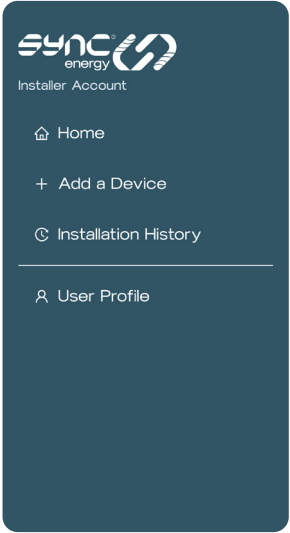 sync
energy
Installer Account
Home
Add a Device
Installation History
User Profile